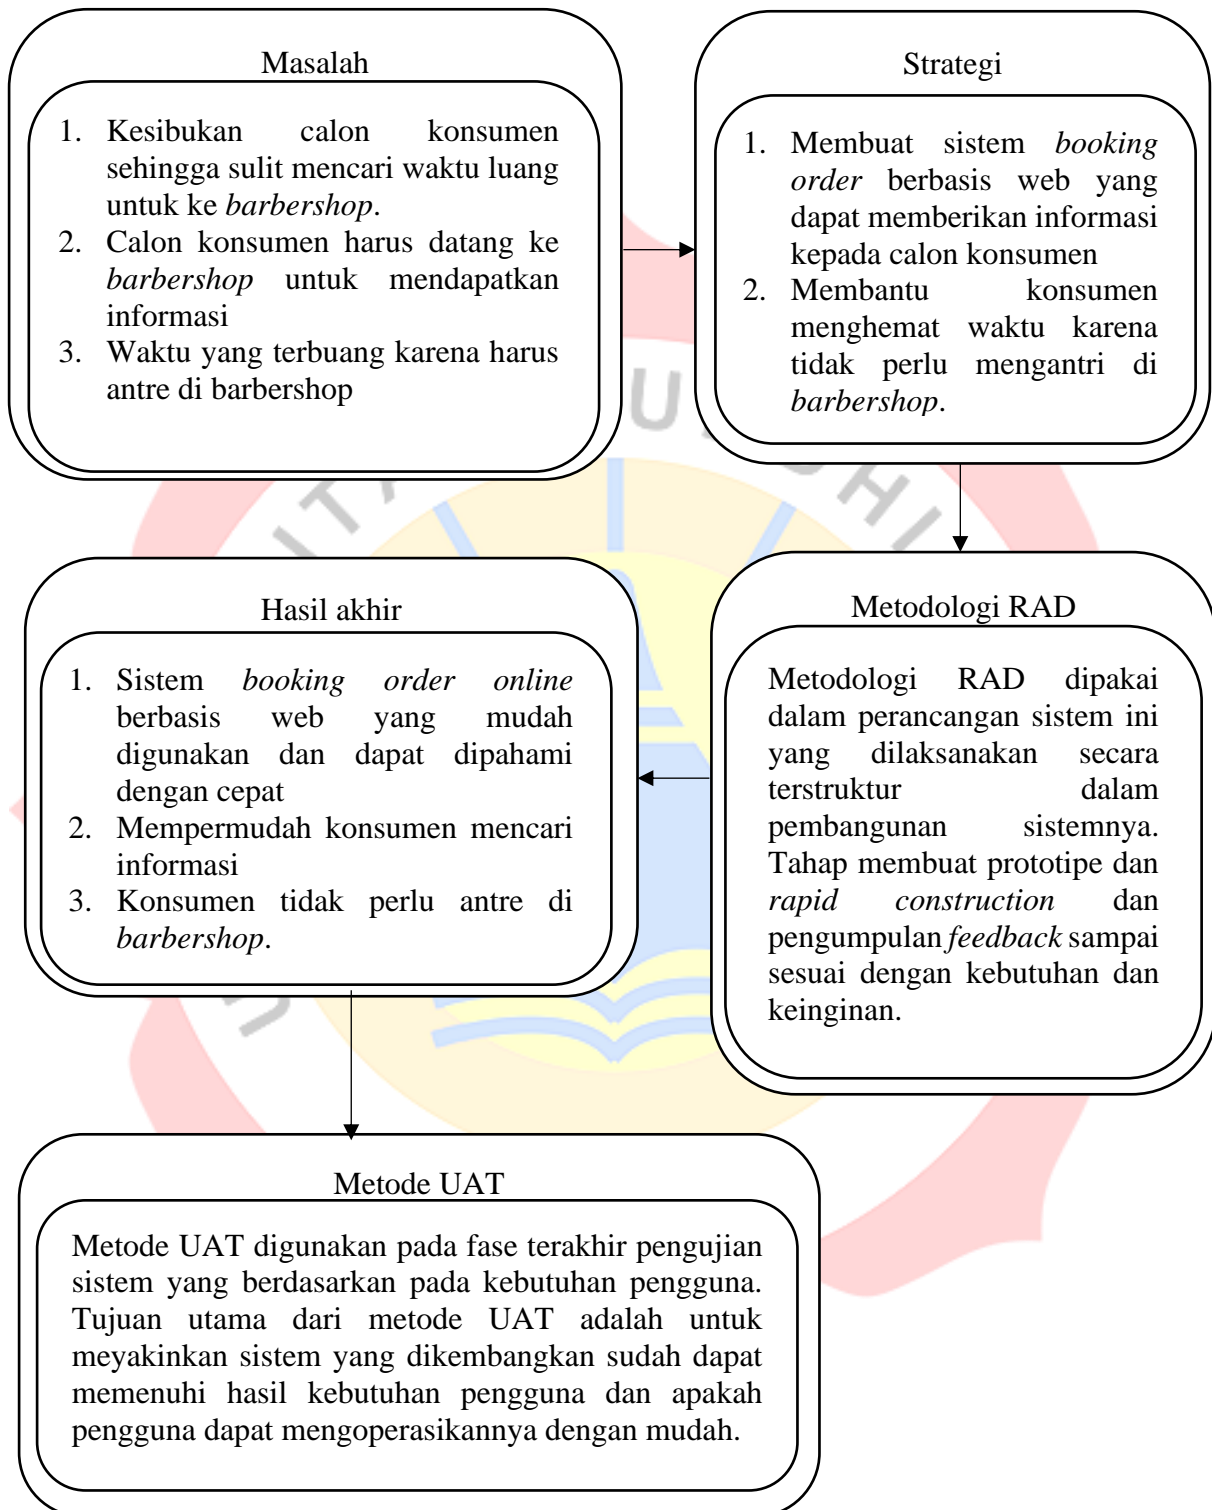 Masalah
1. Kesibukan calon konsumen
sehingga sulit mencari waktu luang
untuk ke barbershop.
2. Calon konsumen harus datang ke
barbershop untuk mendapatkan
informasi
3. Waktu yang terbuang karena harus
antre di barbershop
Strategi
1. Membuat sistem booking
order berbasis web yang
dapat memberikan informasi
kepada calon konsumen
2. Membantu konsumen
menghemat waktu karena
tidak perlu mengantri di
barbershop.
Metodologi RAD
Metodologi RAD dipakai
dalam perancangan sistem ini
yang dilaksanakan secara
terstruktur dalam
pembangunan sistemnya.
Tahap membuat prototipe dan
rapid construction dan
pengumpulan feedback sampai
sesuai dengan kebutuhan dan
keinginan.
Hasil akhir
1. Sistem booking order online
berbasis web yang mudah
digunakan dan dapat dipahami
dengan cepat
2. Mempermudah konsumen mencari
informasi
3. Konsumen tidak perlu antre di
barbershop.
Metode UAT
Metode UAT digunakan pada fase terakhir pengujian
sistem yang berdasarkan pada kebutuhan pengguna.
Tujuan utama dari metode UAT adalah untuk
meyakinkan sistem yang dikembangkan sudah dapat
memenuhi hasil kebutuhan pengguna dan apakah
pengguna dapat mengoperasikannya dengan mudah.